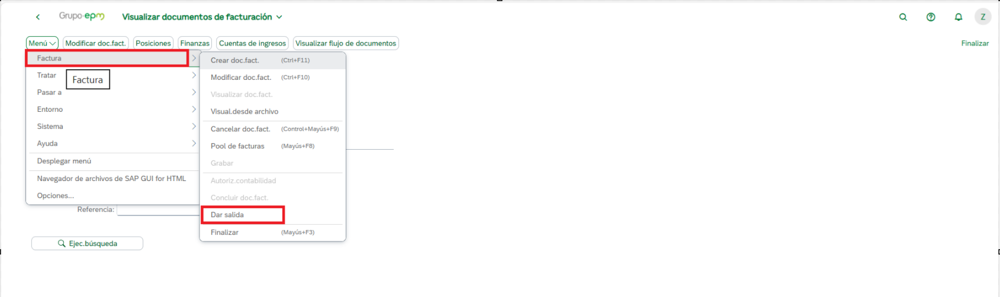 Grupo·epm Visualizar documentos de facturación Z
Menú Modificar doc.fact. Posiciones Finanzas Cuentas de ingresos Visualizar flujo de documentos Finalizar
Factura
Tratar
Factura
Pasar a
Entorno
Sistema
Ayuda
Desplegar menú
Navegador de archivos de SAP GUI for HTML
Opciones...
Crear doc.fact. (Ctrl+F11)
Modificar doc.fact. (Ctrl+F10)
Visualizar doc.fact.
Visual.desde archivo
Cancelar doc.fact. (Control+Mayús+F9)
Pool de facturas (Mayús+F8)
Grabar
Autoriz.contabilidad
Concluir doc.fact.
Dar salida
Finalizar (Mayús+F3)
Referencia:
Ejec.búsqueda